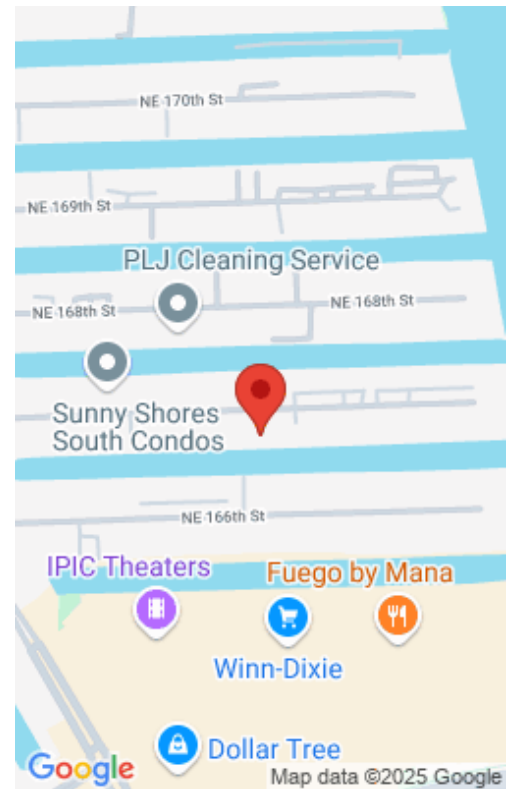 NE 170th St
NE 169th St
PLJ Cleaning Service
NE 168th St
NE 168th St
Sunny Shores
South Condos
NE 166th St
IPIC Theaters
Fuego by Mana
Winn-Dixie
Dollar Tree
Google
Map data ©2025 Google